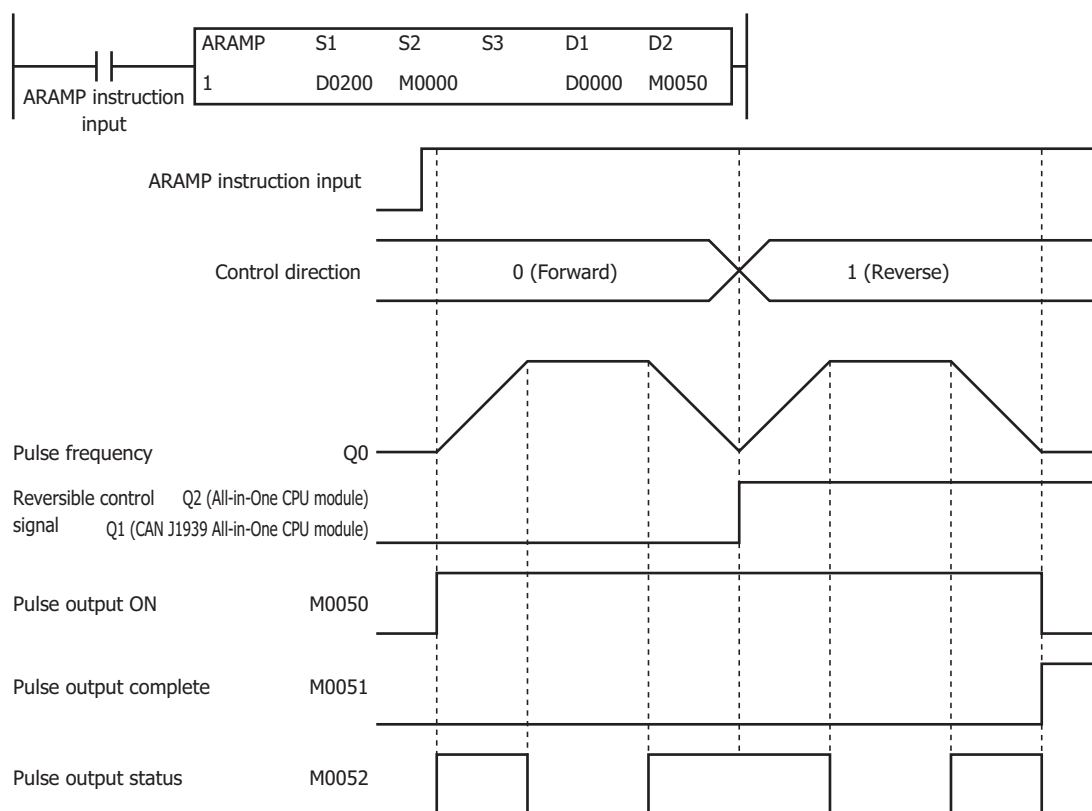 ARAMP S1 S2 S3 D1 D2
1 D0200 M0000 D0000 M0050
ARAMP instruction
input
ARAMP instruction input
Control direction 0 (Forward) 1 (Reverse)
Pulse frequency Q0
Reversible control Q2 (All-in-One CPU module)
signal Q1 (CAN J1939 All-in-One CPU module)
Pulse output ON M0050
Pulse output complete M0051
Pulse output status M0052